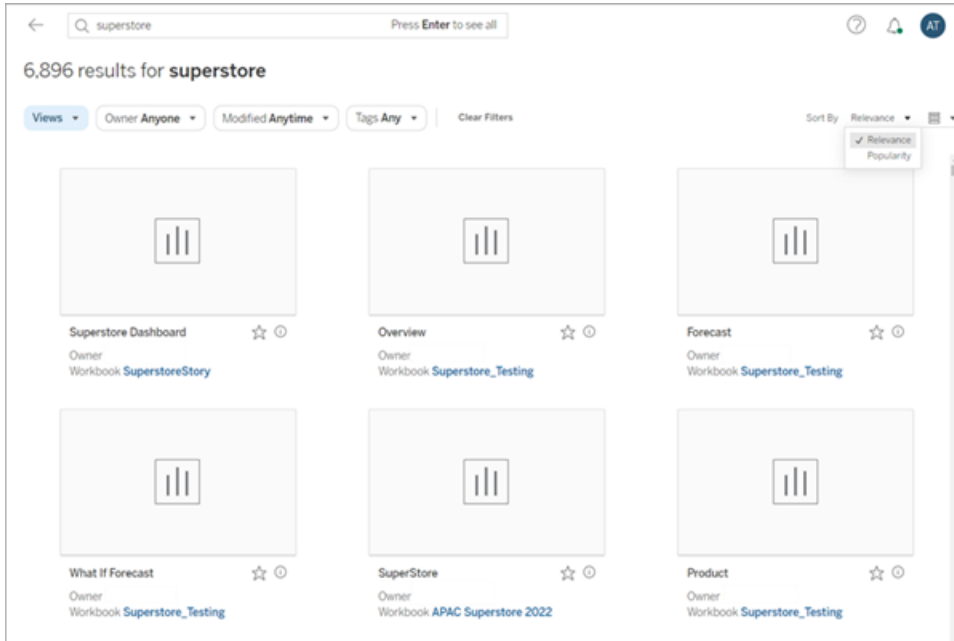 superstore Press Enter to see all AT
6,896 results for superstore
Views Owner Anyone Modified Anytime Tags Any Clear Filters Sort By Relevance
Relevance
Popularity
Superstore Dashboard Overview Forecast
Owner Owner Owner
Workbook SuperstoreStory Workbook Superstore_Testing Workbook Superstore_Testing
What If Forecast SuperStore Product
Owner Owner Owner
Workbook Superstore_Testing Workbook APAC Superstore 2022 Workbook Superstore_Testing